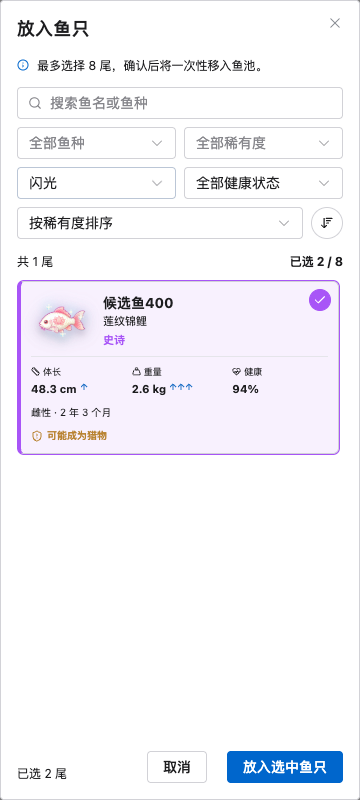 放入鱼只
最多选择 8 尾，确认后将一次性移入鱼池。
搜索鱼名或鱼种
全部鱼种 全部稀有度
闪光 全部健康状态
按稀有度排序
共 1 尾 已选 2 / 8
候选鱼400
莲纹锦鲤
史诗
体长 重量 健康
48.3 cm ↑ 2.6 kg ↑↑↑ 94%
雌性 · 2 年 3 个月
可能成为猎物
已选 2 尾 取消 放入选中鱼只